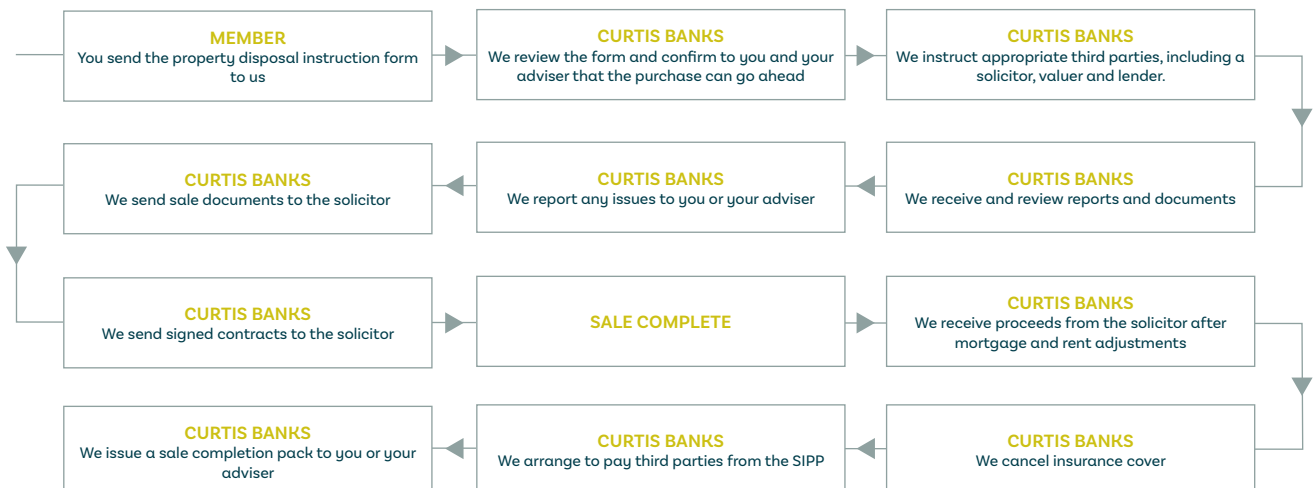 MEMBER
You send the property disposal instruction form
to us
CURTIS BANKS
We review the form and confirm to you and your
adviser that the purchase can go ahead
CURTIS BANKS
We instruct appropriate third parties, including a
solicitor, valuer and lender.
CURTIS BANKS
We receive and review reports and documents
CURTIS BANKS
We report any issues to you or your adviser
CURTIS BANKS
We send sale documents to the solicitor
CURTIS BANKS
We send signed contracts to the solicitor
SALE COMPLETE
CURTIS BANKS
We receive proceeds from the solicitor after
mortgage and rent adjustments
CURTIS BANKS
We cancel insurance cover
CURTIS BANKS
We arrange to pay third parties from the SIPP
CURTIS BANKS
We issue a sale completion pack to you or your
adviser